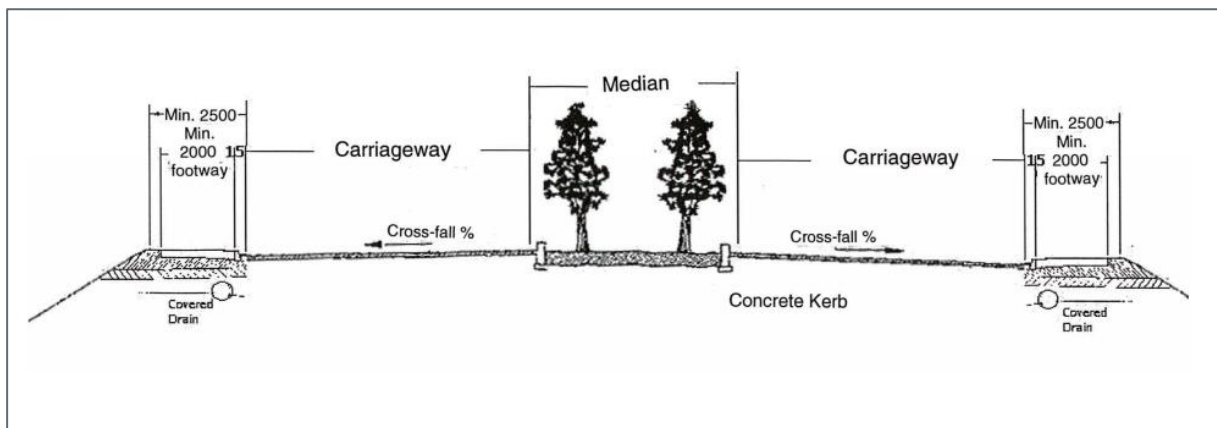 Median
Min. 2500
Min.
2000 15
footway
Carriageway
Carriageway
Min. 2500
Min.
15 2000
footway
Cross-fall %
Cross-fall %
Covered
Drain
Concrete Kerb
Covered
Drain